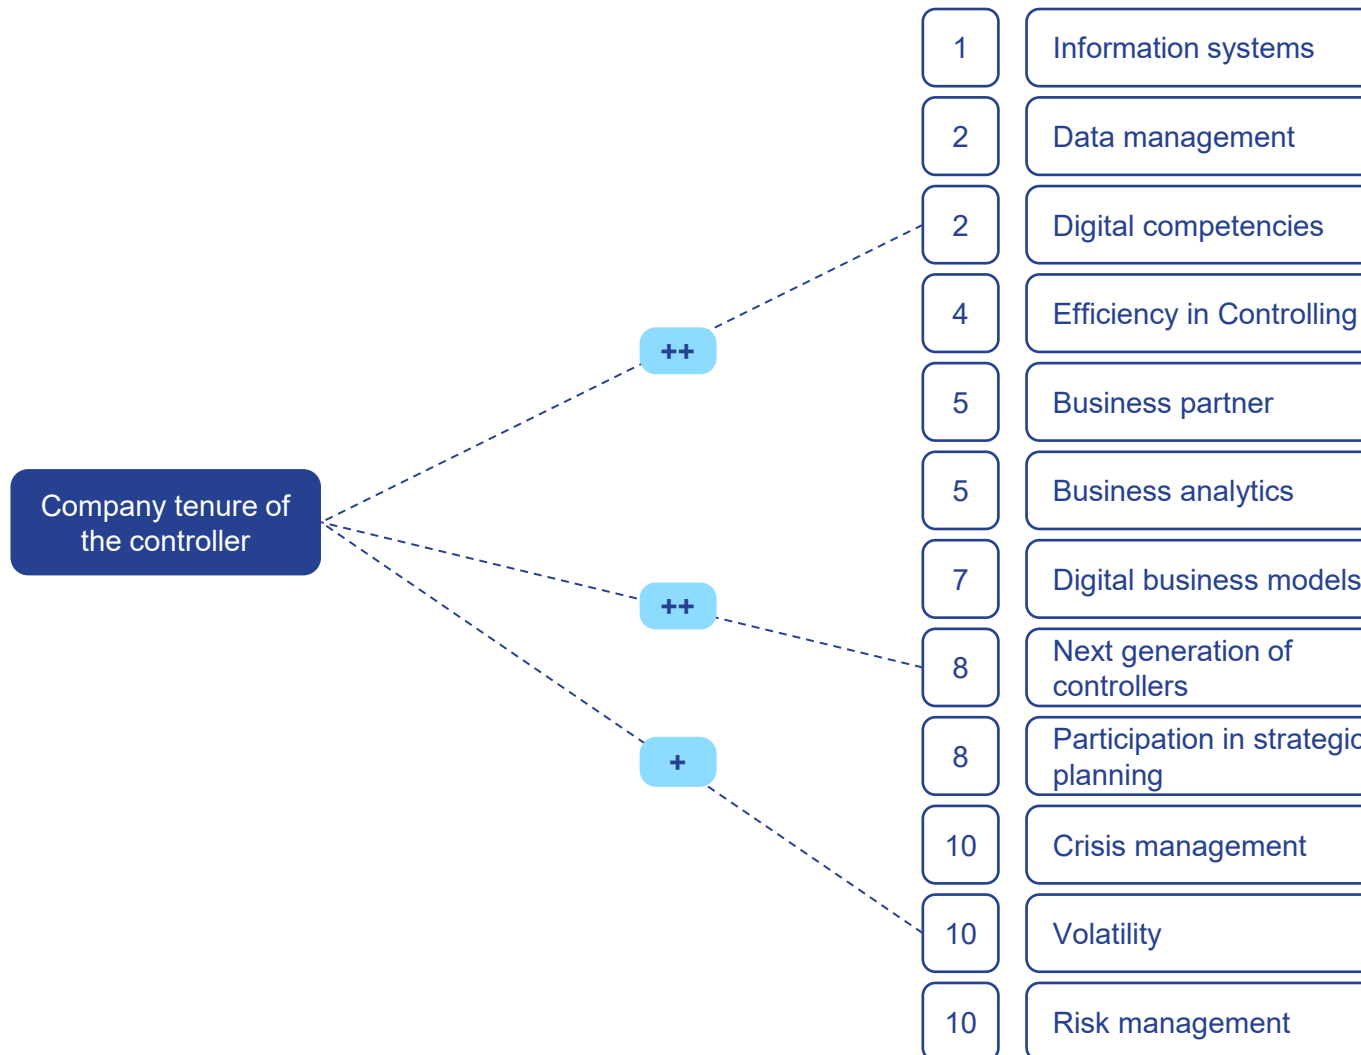 1 Information systems
2 Data management
2 Digital competencies
++
4 Efficiency in Controlling
5 Business partner
Company tenure of
the controller
5 Business analytics
7 Digital business models
++
8 Next generation of
controllers
8 Participation in strategic
planning
+
10 Crisis management
10 Volatility
10 Risk management